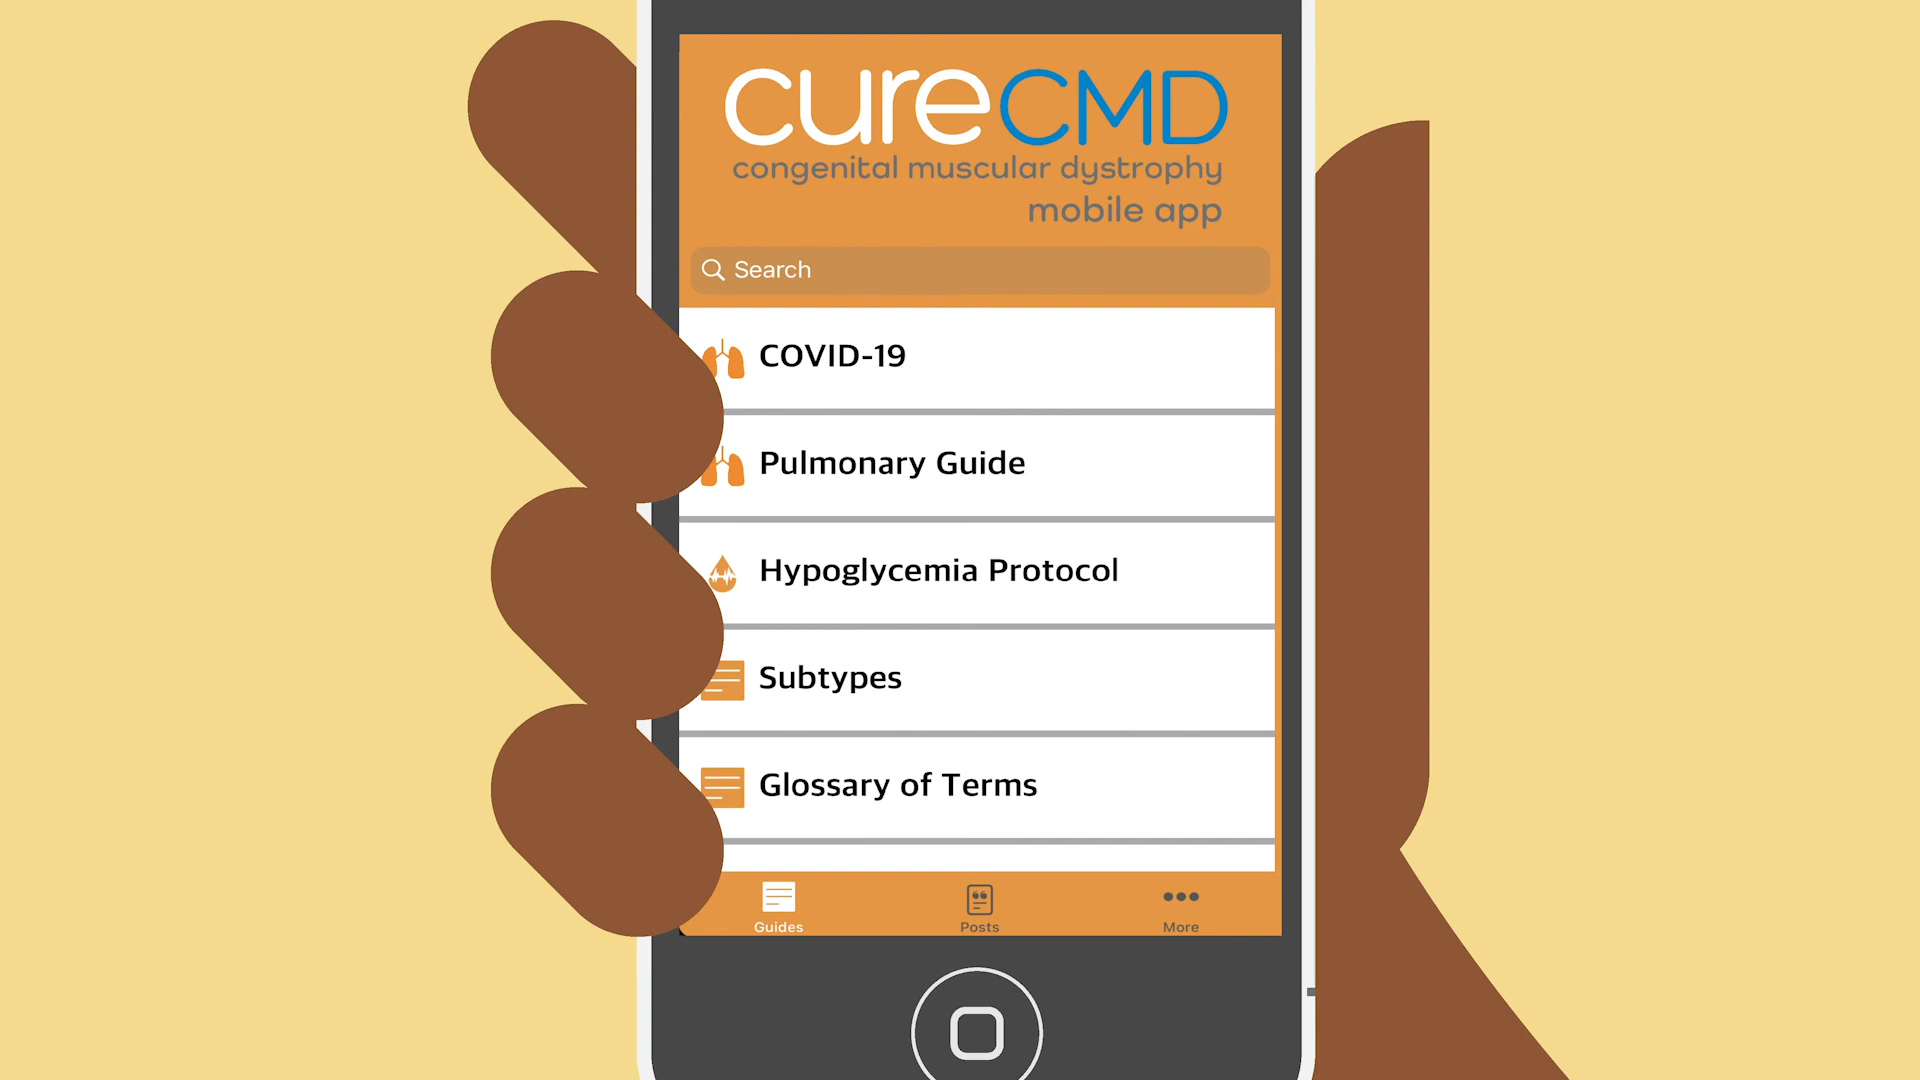 cureCMD
congenital muscular dystrophy
mobile app
Search
COVID-19
Pulmonary Guide
Hypoglycemia Protocol
Subtypes
Glossary of Terms
Guides
Posts
More